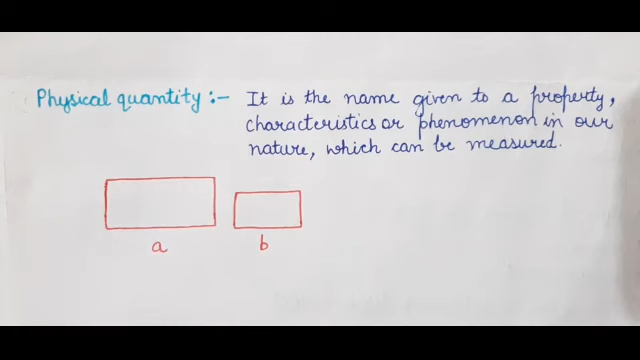 Physical quantity :- It is the name given to a property,
characteristics or phenomenon in our
nature, which can be measured.
a b